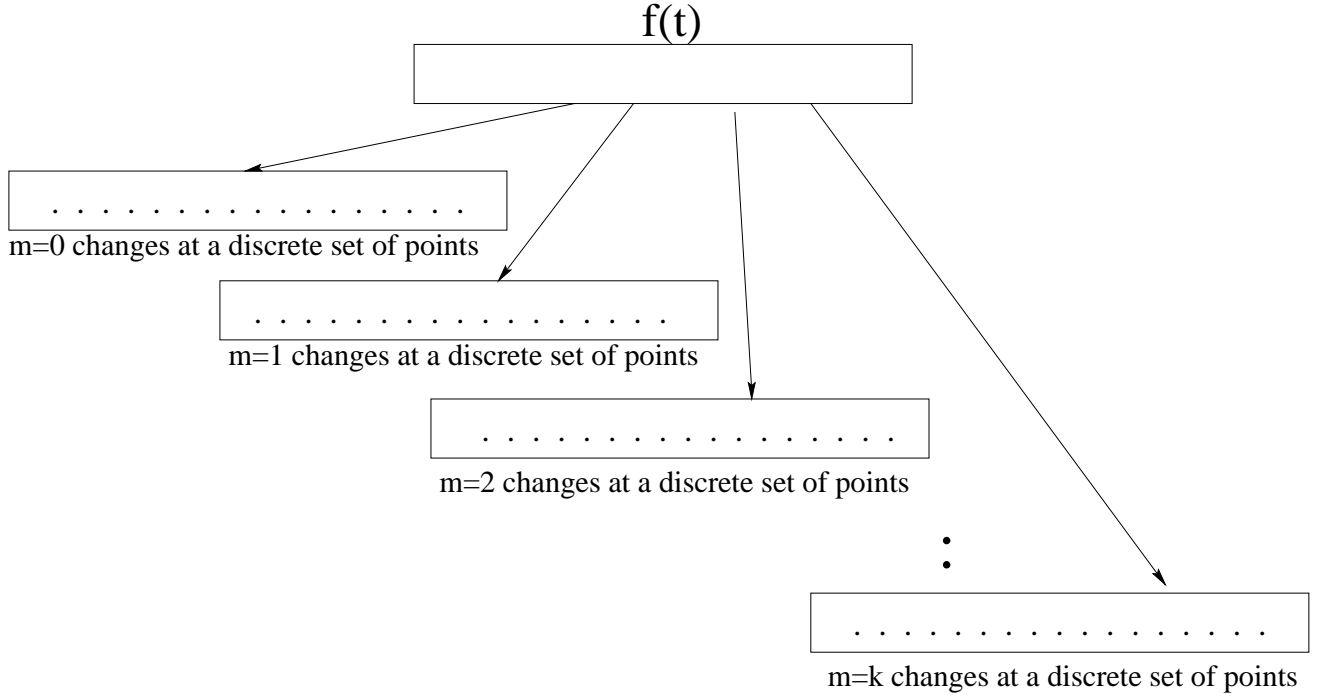 f(t)
m=0 changes at a discrete set of points
m=1 changes at a discrete set of points
m=2 changes at a discrete set of points
m=k changes at a discrete set of points